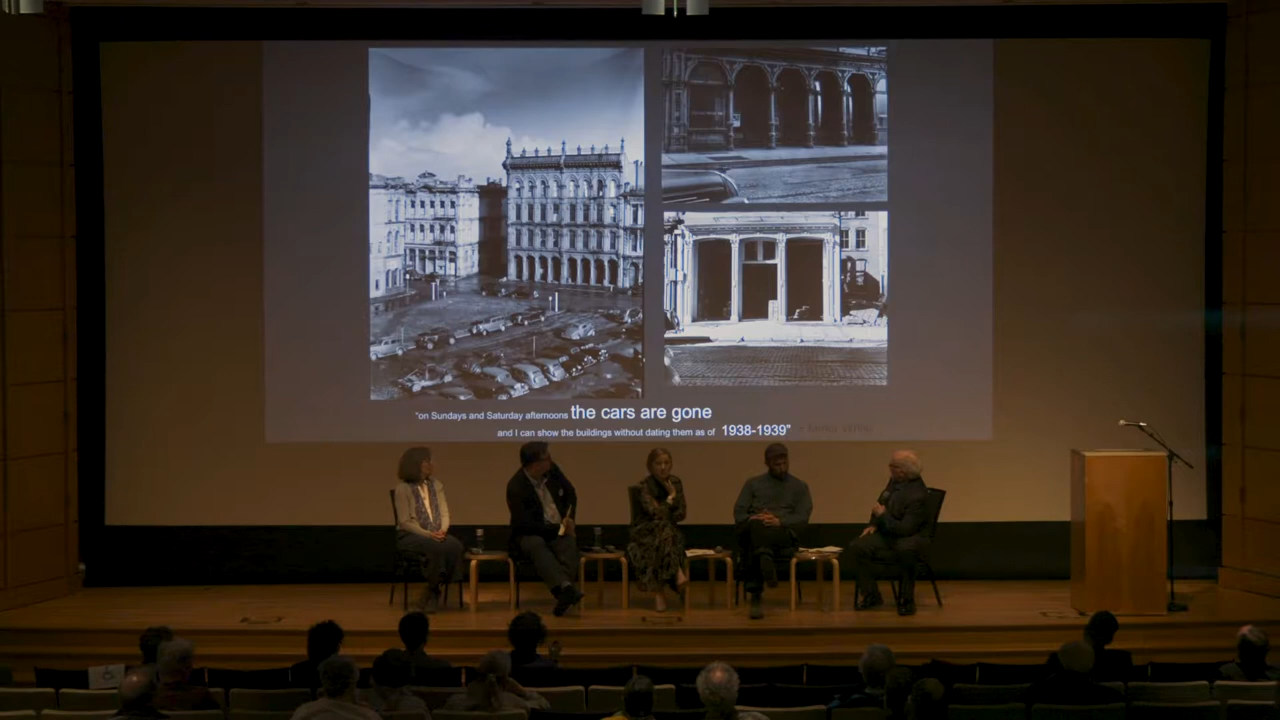 "on Sundays and Saturday afternoons the cars are gone
and I can show the buildings without dating them as of 1938-1939"